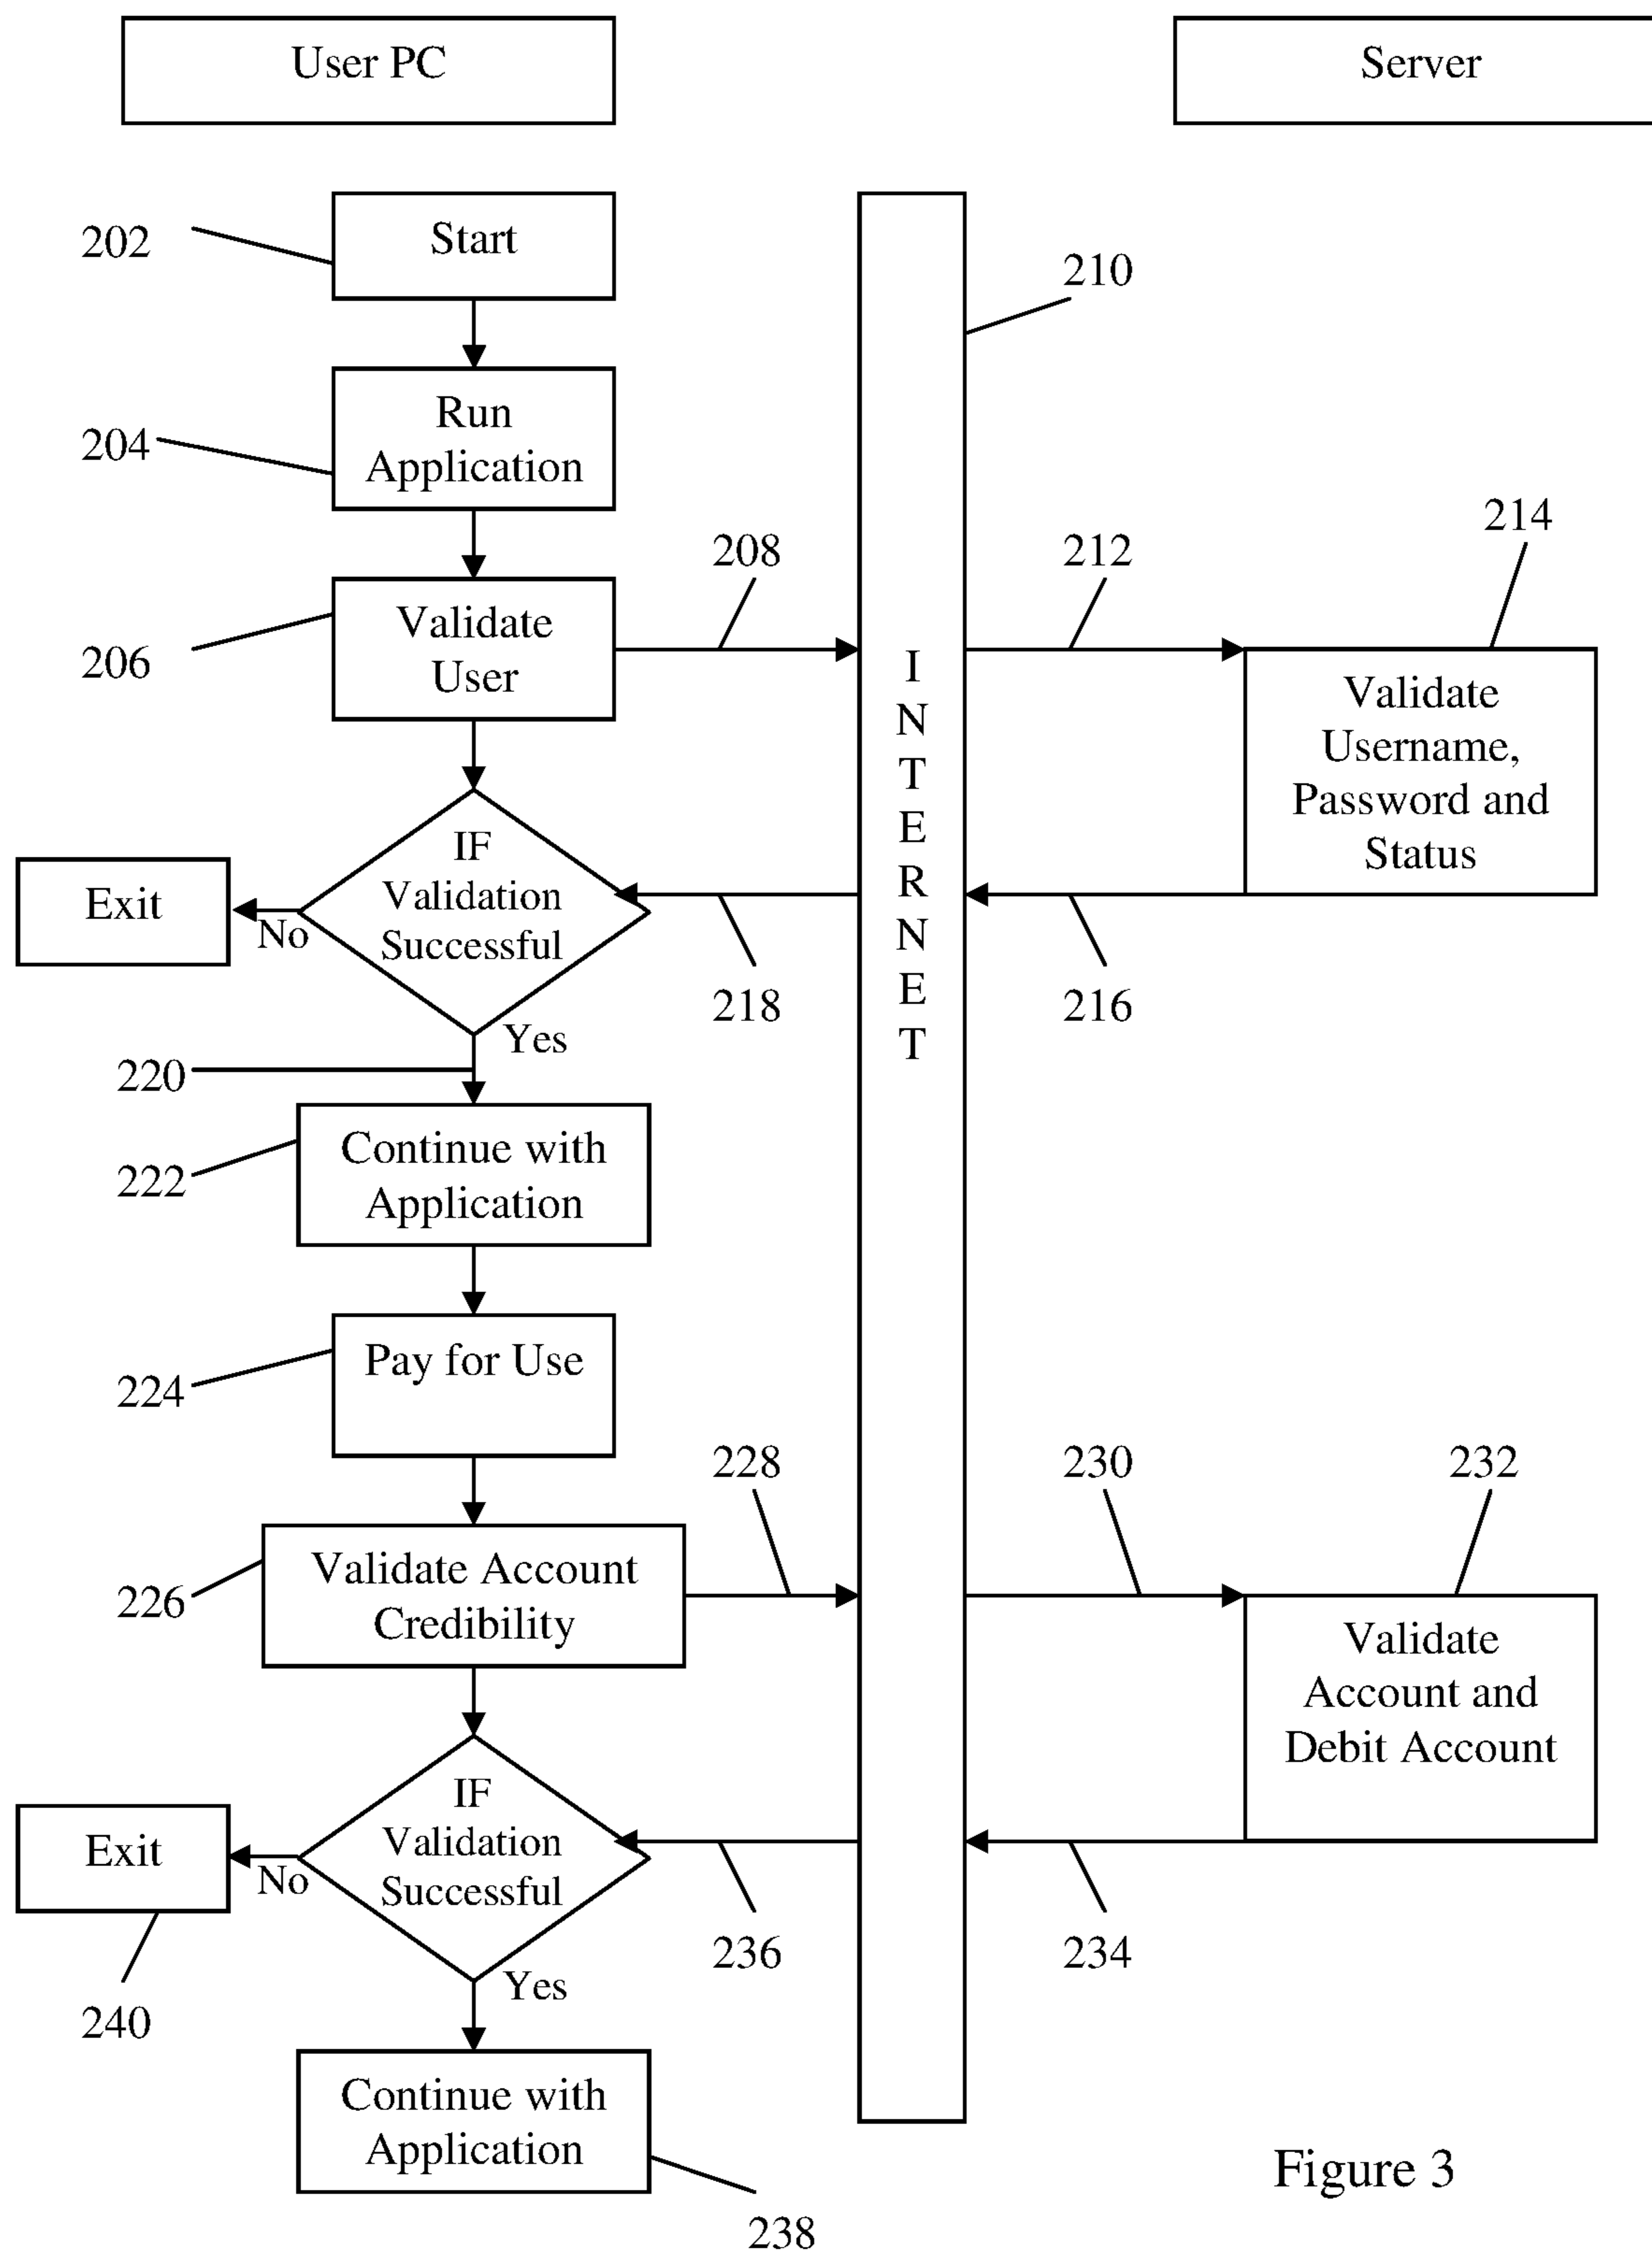 User PC
Server
202
Start
210
204
Run
Application
208
212
214
206
Validate
User
I
N
T
E
R
N
E
T
Validate
Username,
Password and
Status
Exit
No
IF
Validation
Successful
218
216
Yes
220
222
Continue with
Application
224
Pay for Use
228
230
232
226
Validate Account
Credibility
Validate
Account and
Debit Account
Exit
No
IF
Validation
Successful
236
234
240
Yes
Continue with
Application
238
Figure 3